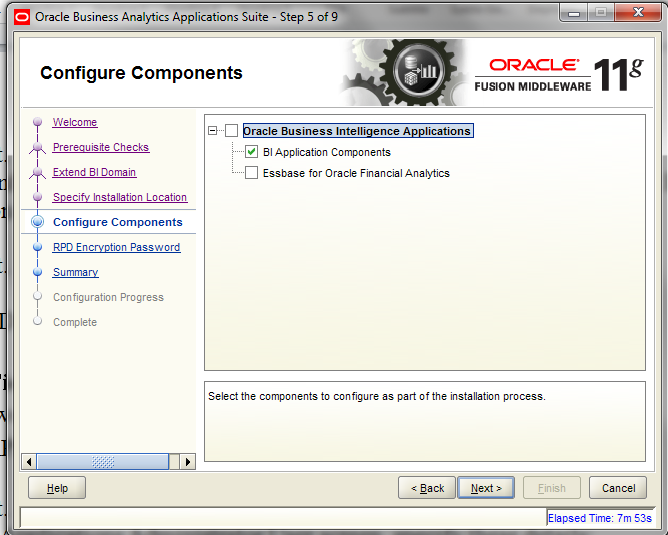 Oracle Business Analytics Applications Suite - Step 5 of 9
Configure Components
ORACLE
FUSION MIDDLEWARE 11g
Welcome
Prerequisite Checks
Extend BI Domain
Specify Installation Location
Configure Components
RPD Encryption Password
Summary
Configuration Progress
Complete
Oracle Business Intelligence Applications
BI Application Components
Essbase for Oracle Financial Analytics
Select the components to configure as part of the installation process.
Help
< Back
Next >
Finish
Cancel
Elapsed Time: 7m 53s